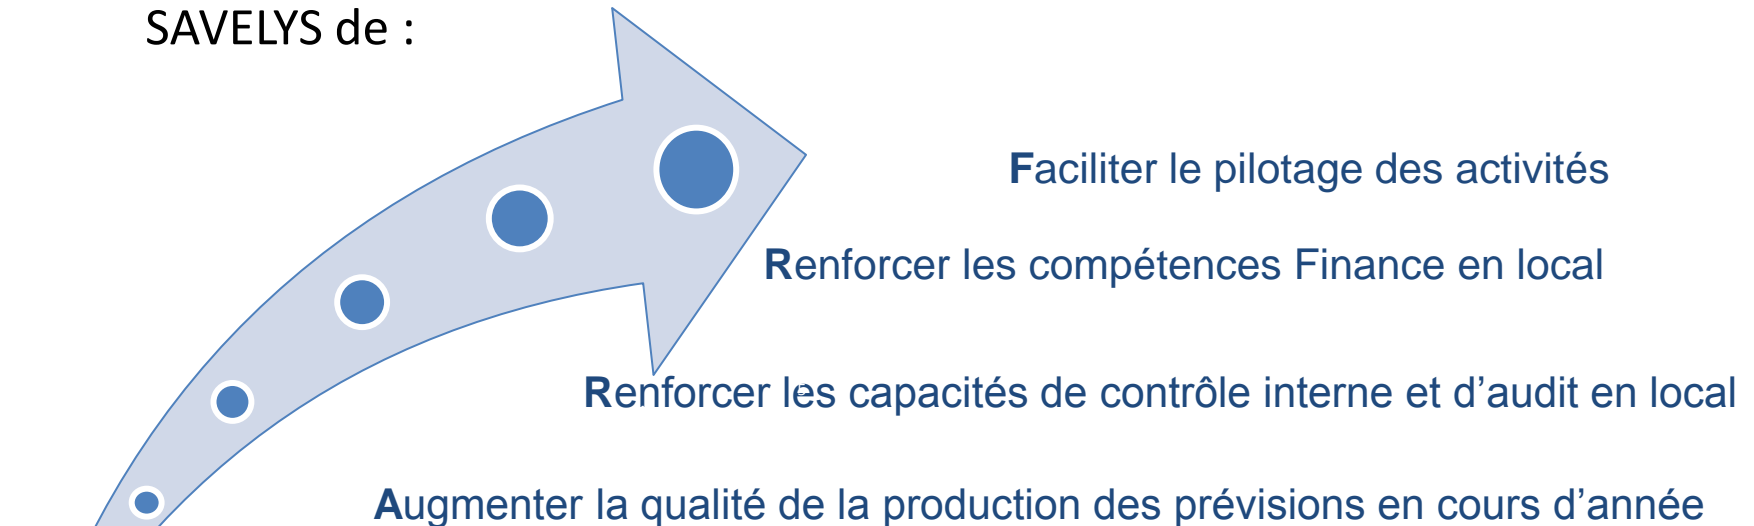 SAVELYS de :
Faciliter le pilotage des activités
Renforcer les compétences Finance en local
Renforcer les capacités de contrôle interne et d’audit en local
Augmenter la qualité de la production des prévisions en cours d’année